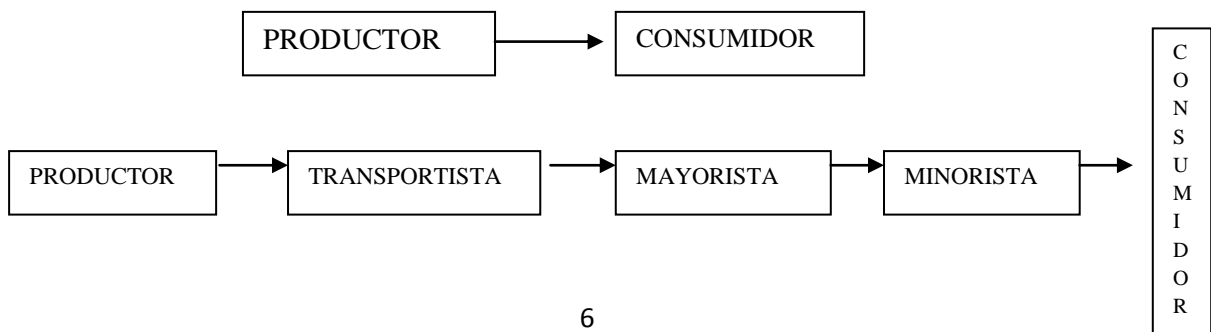 PRODUCTOR CONSUMIDOR
PRODUCTOR TRANSPORTISTA MAYORISTA MINORISTA
C
O
N
S
U
M
I
D
O
R
6